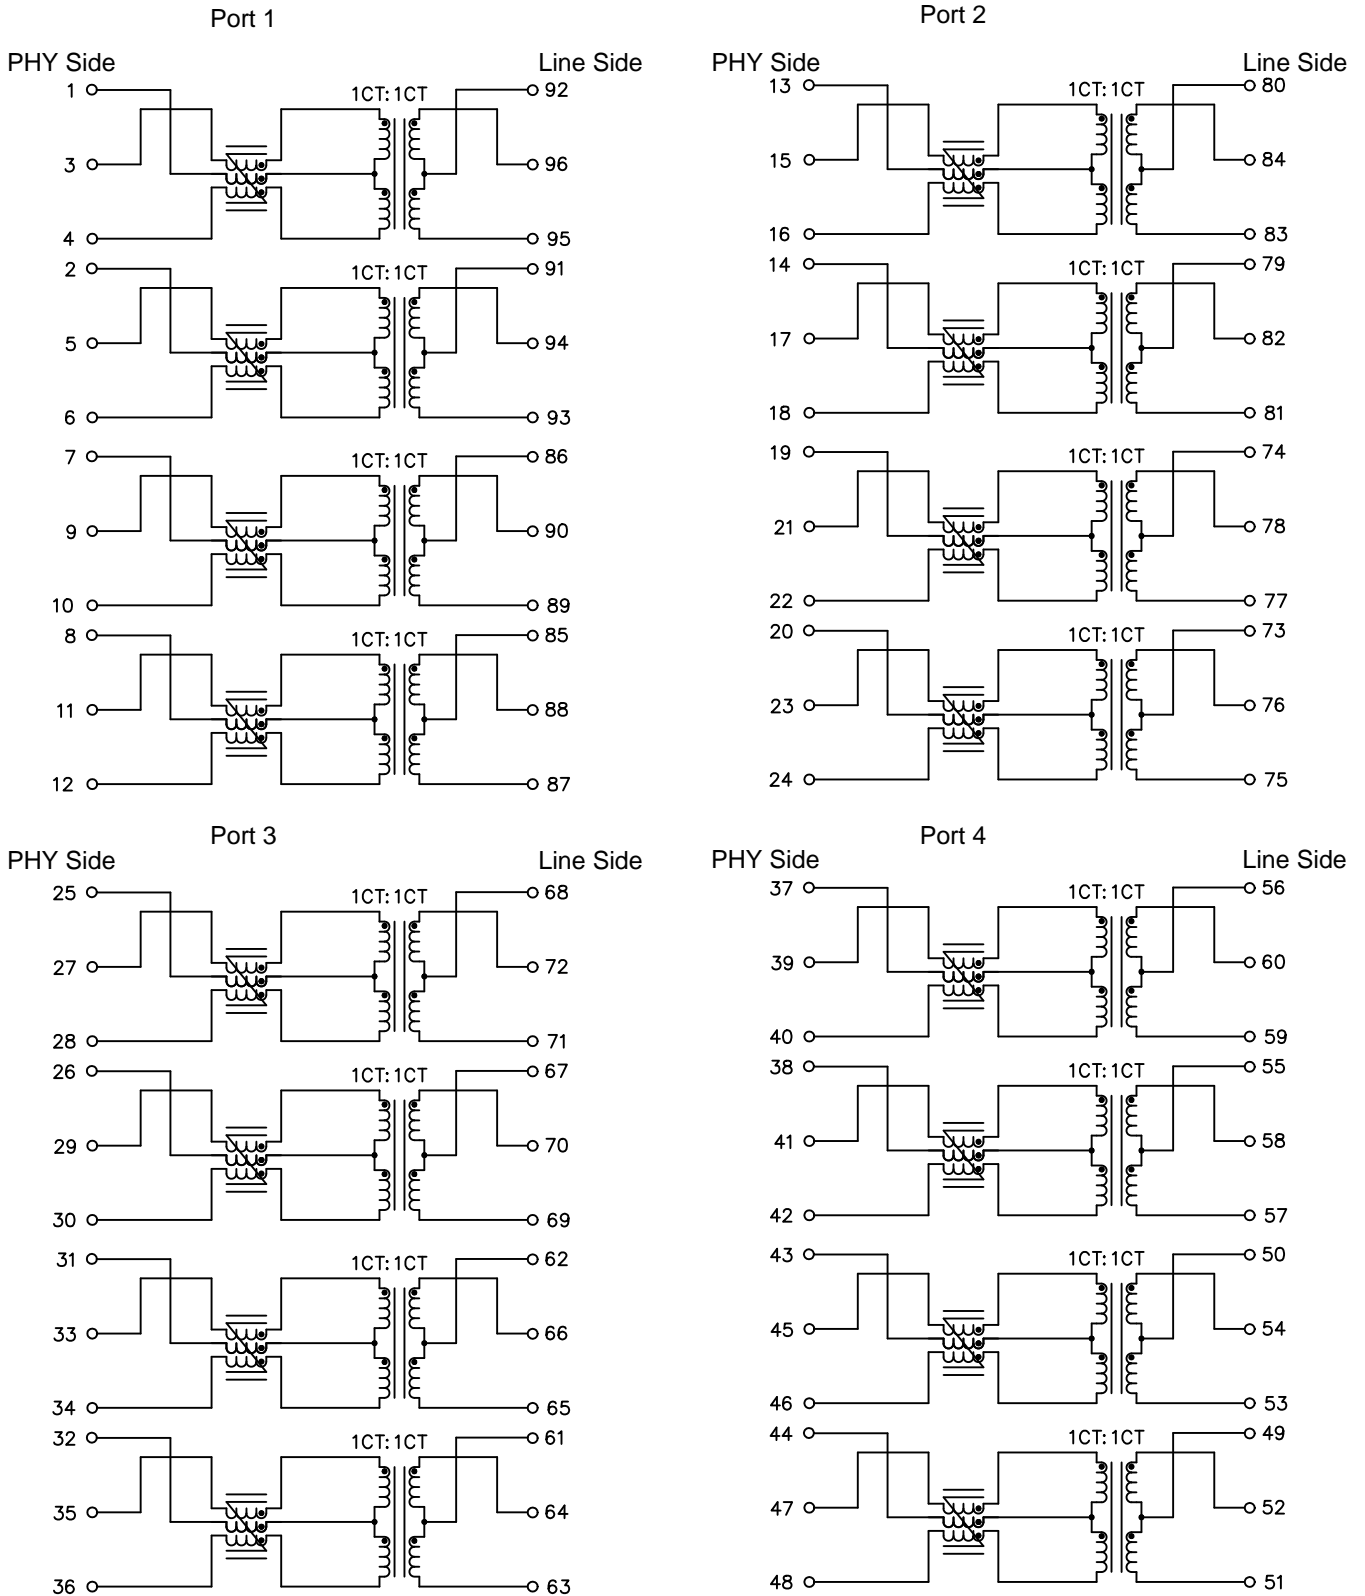 Port 1
PHY Side Line Side
1 1CT:1CT 92
3 96
4 95
2 1CT:1CT 91
5 94
6 93
7 1CT:1CT 86
9 90
10 89
8 1CT:1CT 85
11 88
12 87
Port 2
PHY Side Line Side
13 1CT:1CT 80
15 84
16 83
14 1CT:1CT 79
17 82
18 81
19 1CT:1CT 74
21 78
22 77
20 1CT:1CT 73
23 76
24 75
Port 3
PHY Side Line Side
25 1CT:1CT 68
27 72
28 71
26 1CT:1CT 67
29 70
30 69
31 1CT:1CT 62
33 66
34 65
32 1CT:1CT 61
35 64
36 63
Port 4
PHY Side Line Side
37 1CT:1CT 56
39 60
40 59
38 1CT:1CT 55
41 58
42 57
43 1CT:1CT 50
45 54
46 53
44 1CT:1CT 49
47 52
48 51